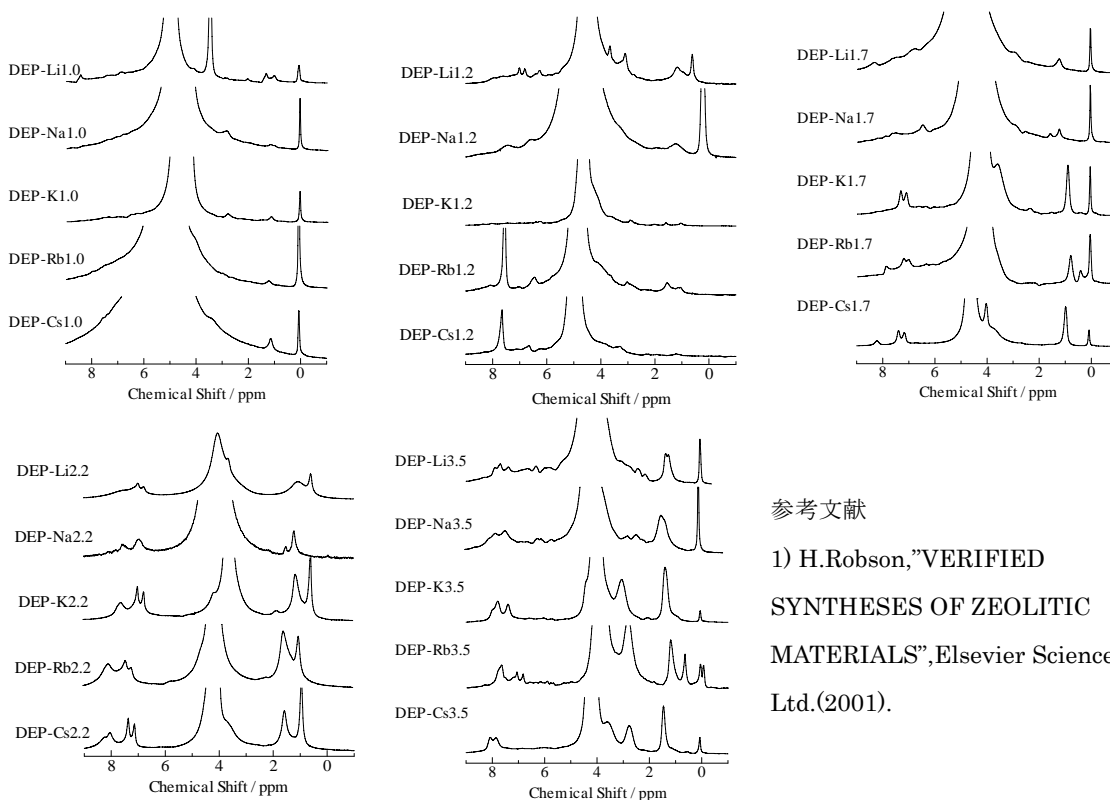 DEP-Li1.0
DEP-Na1.0
DEP-K1.0
DEP-Rb1.0
DEP-Cs1.0
8 6 4 2 0
Chemical Shift / ppm
DEP-Li1.2
DEP-Na1.2
DEP-K1.2
DEP-Rb1.2
DEP-Cs1.2
8 6 4 2 0
Chemical Shift / ppm
DEP-Li1.7
DEP-Na1.7
DEP-K1.7
DEP-Rb1.7
DEP-Cs1.7
8 6 4 2 0
Chemical Shift / ppm
DEP-Li2.2
DEP-Na2.2
DEP-K2.2
DEP-Rb2.2
DEP-Cs2.2
8 6 4 2 0
Chemical Shift / ppm
DEP-Li3.5
DEP-Na3.5
DEP-K3.5
DEP-Rb3.5
DEP-Cs3.5
8 6 4 2 0
Chemical Shift / ppm
参考文献
1) H.Robson,"VERIFIED
SYNTHESES OF ZEOLITIC
MATERIALS",Elsevier Science
Ltd.(2001).